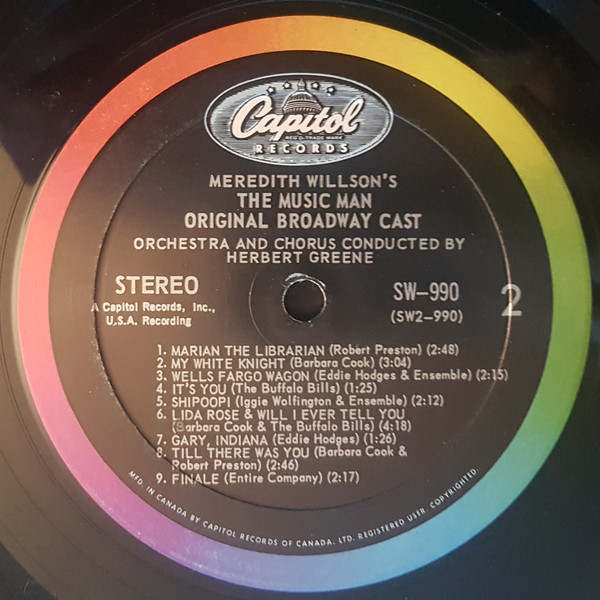 Capitol
REG'D. TRADE MARK
RECORDS
MEREDITH WILLSON'S
THE MUSIC MAN
ORIGINAL BROADWAY CAST
ORCHESTRA AND CHORUS CONDUCTED BY
HERBERT GREENE
STEREO
A Capitol Records, Inc.,
U.S.A. Recording
SW-990
(SW2-990)
2
1. MARIAN THE LIBRARIAN (Robert Preston) (2:48)
2. MY WHITE KNIGHT (Barbara Cook) (3:04)
3. WELLS FARGO WAGON (Eddie Hodges & Ensemble) (2:15)
4. IT'S YOU (The Buffalo Bills) (1:25)
5. SHIPOOPI (Iggie Wolfington & Ensemble) (2:12)
6. LIDA ROSE & WILL I EVER TELL YOU
(Barbara Cook & The Buffalo Bills) (4:18)
7. GARY, INDIANA (Eddie Hodges) (1:26)
8. TILL THERE WAS YOU (Barbara Cook &
Robert Preston) (2:46)
9. FINALE (Entire Company) (2:17)
MFD. IN CANADA BY CAPITOL RECORDS OF CANADA, LTD. REGISTERED USER. COPYRIGHTED.